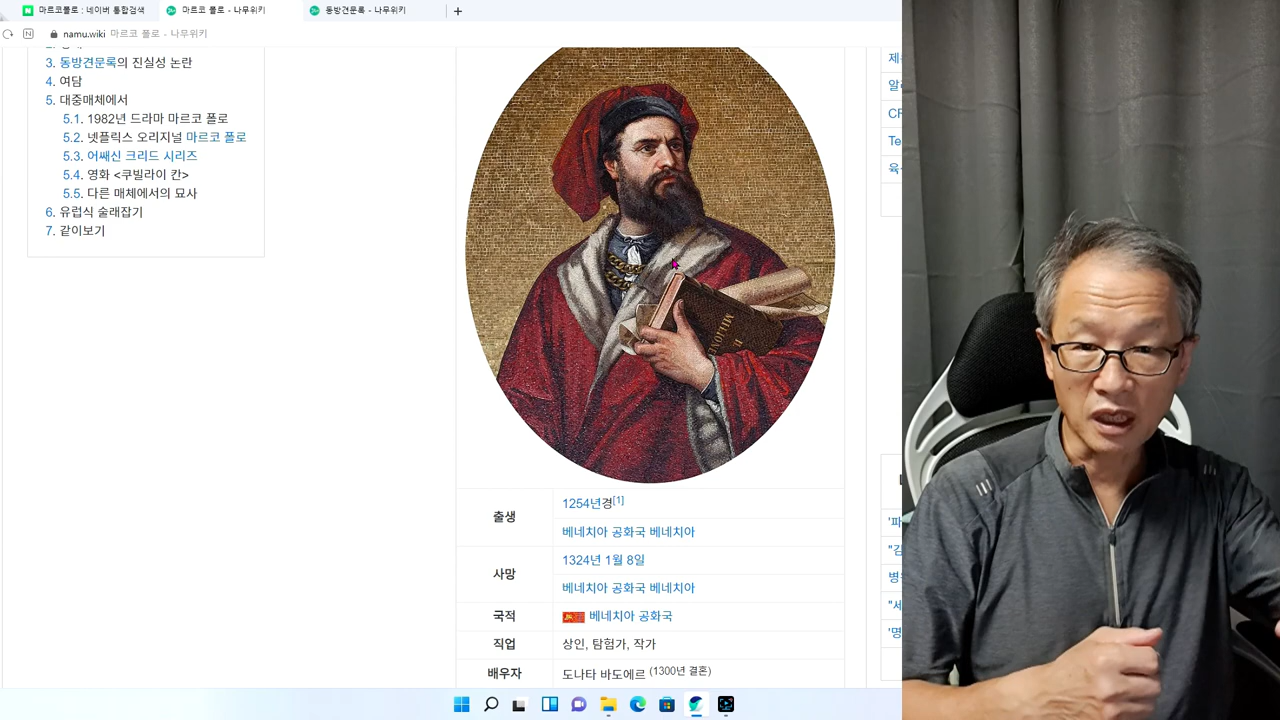 마르코폴로 : 네이버 통합검색
마르코 폴로 - 나무위키
동방견문록 - 나무위키
namu.wiki 마르코 폴로 - 나무위키
3. 동방견문록의 진실성 논란
4. 여담
5. 대중매체에서
5.1. 1982년 드라마 마르코 폴로
5.2. 넷플릭스 오리지널 마르코 폴로
5.3. 어쌔신 크리드 시리즈
5.4. 영화 <쿠빌라이 칸>
5.5. 다른 매체에서의 묘사
6. 유럽식 술래잡기
7. 같이보기
IL
MILIONE
출생
1254년경[1]
베네치아 공화국 베네치아
사망
1324년 1월 8일
베네치아 공화국 베네치아
국적
베네치아 공화국
직업
상인, 탐험가, 작가
배우자
도나타 바도에르 (1300년 결혼)
제
CF
Te
육
'파
"김
병
"세
'명